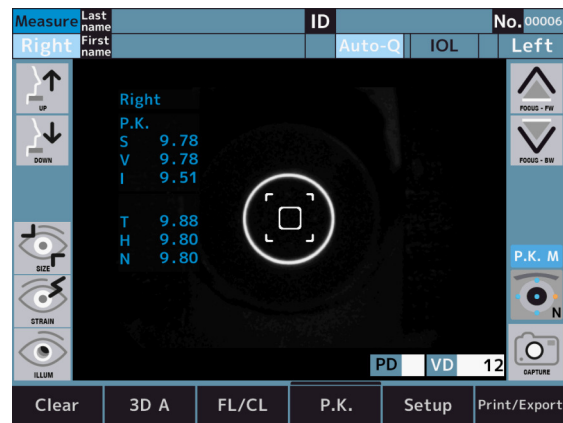 Measure Last name ID No. 00006
Right First name Auto-Q IOL Left
UP
FOCUS - FW
DOWN
FOCUS - BW
Right
P.K.
S 9.78
V 9.78
I 9.51
T 9.88
H 9.80
N 9.80
SIZE
P.K. M
STRAIN
N
ILLUM
PD VD 12
CAPTURE
Clear 3D A FL/CL P.K. Setup Print/Export